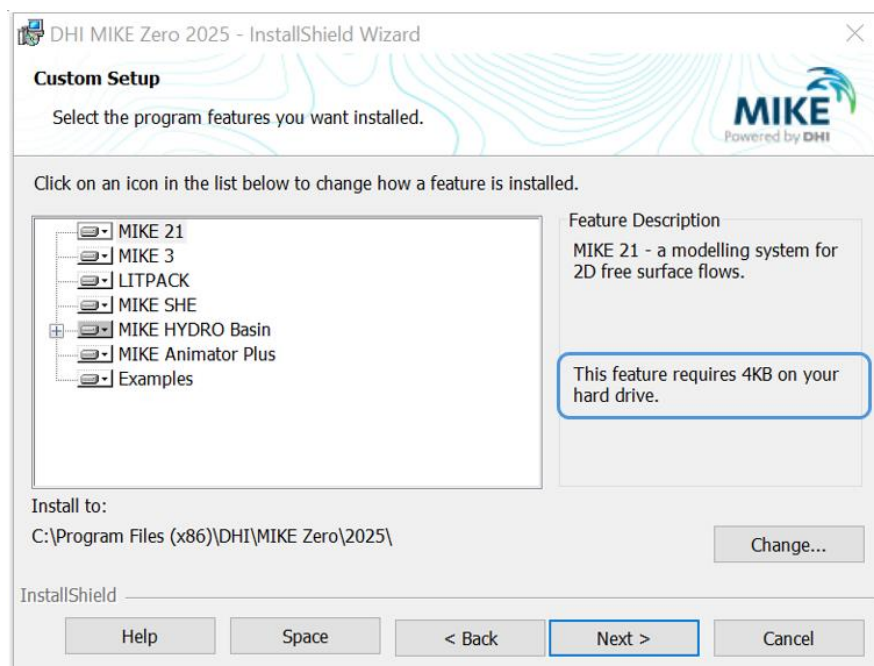 DHI MIKE Zero 2025 - InstallShield Wizard
Custom Setup
Select the program features you want installed.
MIKE
Powered by DHI
Click on an icon in the list below to change how a feature is installed.
MIKE 21
MIKE 3
LITPACK
MIKE SHE
MIKE HYDRO Basin
MIKE Animator Plus
Examples
Feature Description
MIKE 21 - a modelling system for
2D free surface flows.
This feature requires 4KB on your
hard drive.
Install to:
C:\Program Files (x86)\DHI\MIKE Zero\2025\
Change...
InstallShield
Help
Space
< Back
Next >
Cancel